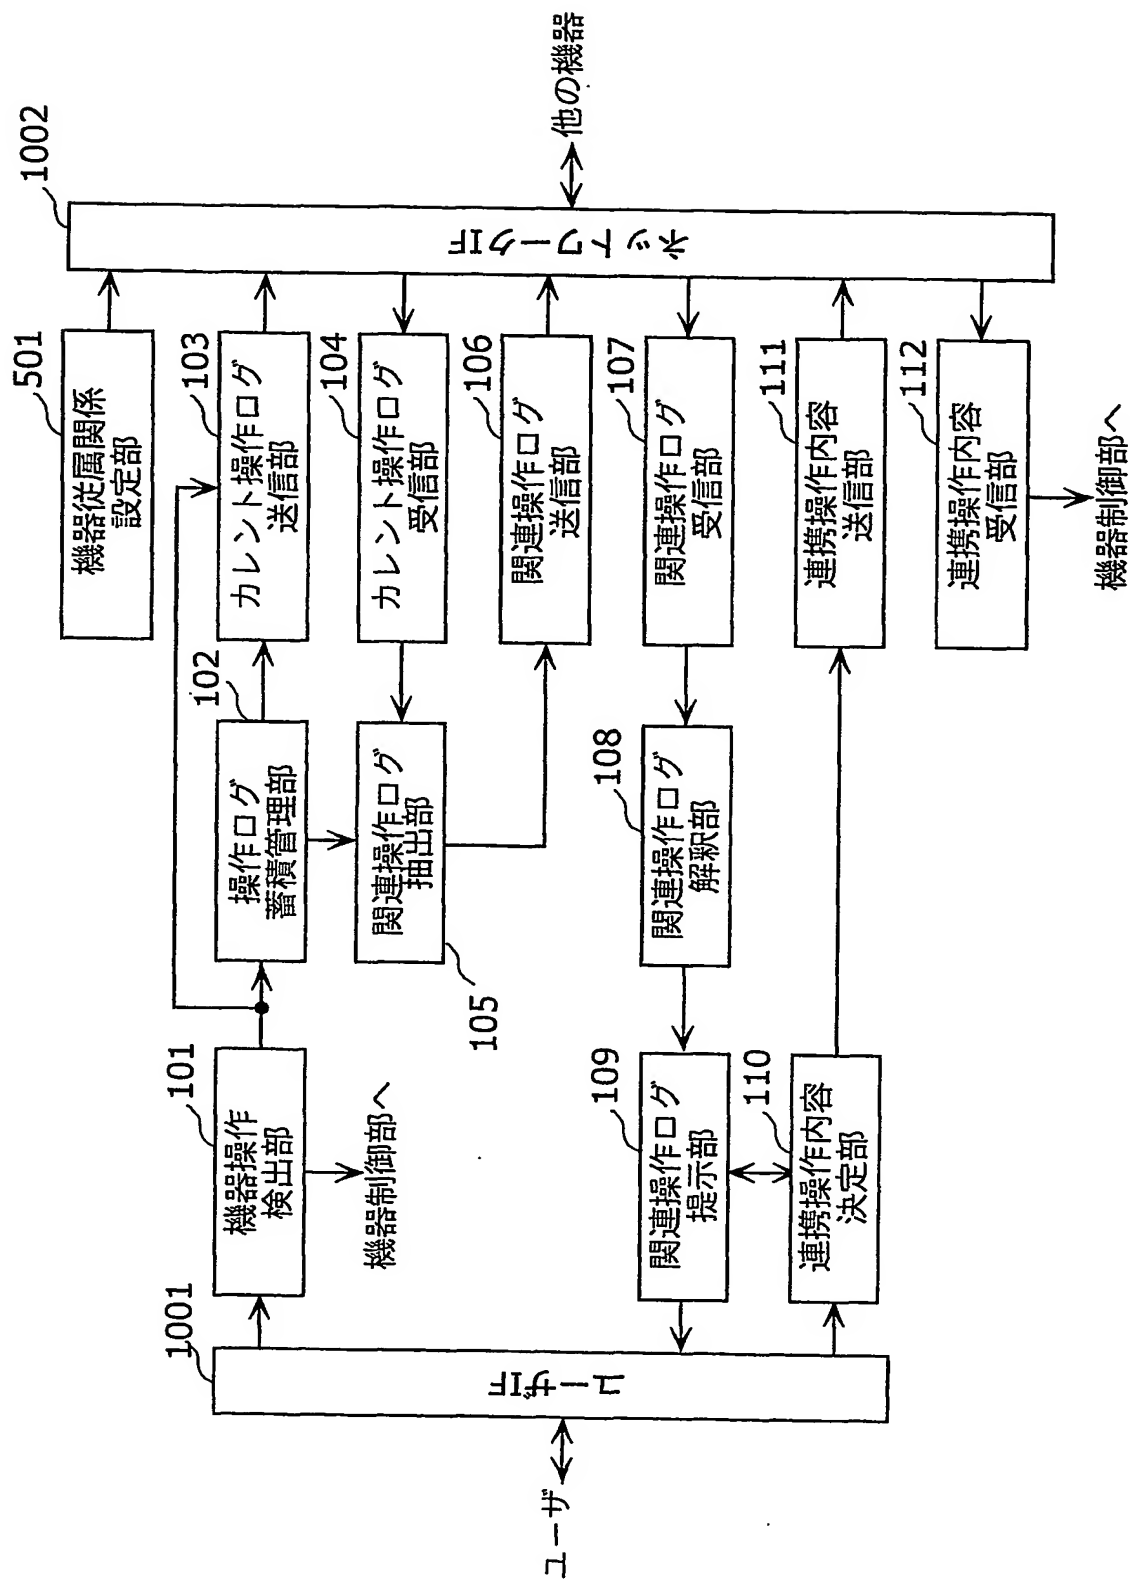 ユーザ
1001
ユーザIF
101
機器操作
検出部
機器制御部へ
102
操作ログ
蓄積管理部
105
関連操作ログ
抽出部
109
関連操作ログ
提示部
110
連携操作内容
決定部
108
関連操作ログ
解釈部
501
機器従属関係
設定部
103
カレント操作ログ
送信部
104
カレント操作ログ
受信部
106
関連操作ログ
送信部
107
関連操作ログ
受信部
111
連携操作内容
送信部
112
連携操作内容
受信部
機器制御部へ
1002
ネットワークIF
他の機器